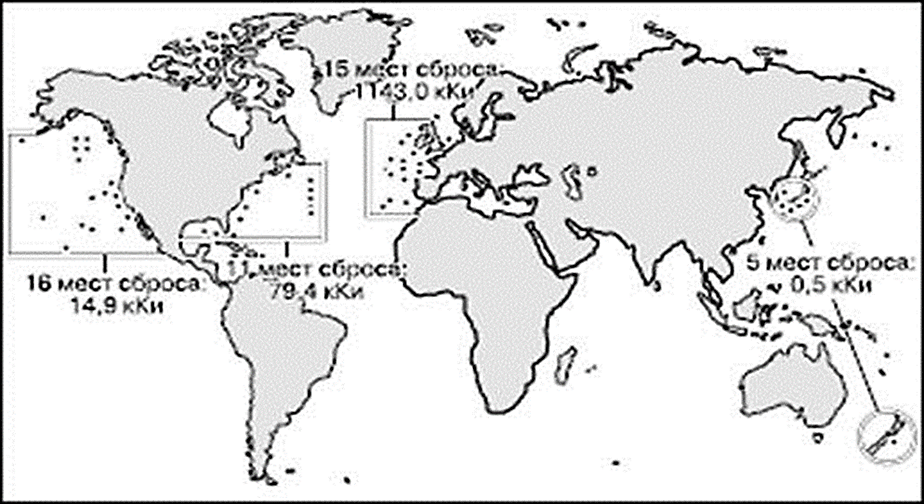 15 мест сброса:
1143,0 кКи
16 мест сброса:
14,9 кКи
11 мест сброса:
79,4 кКи
5 мест сброса:
0,5 кКи